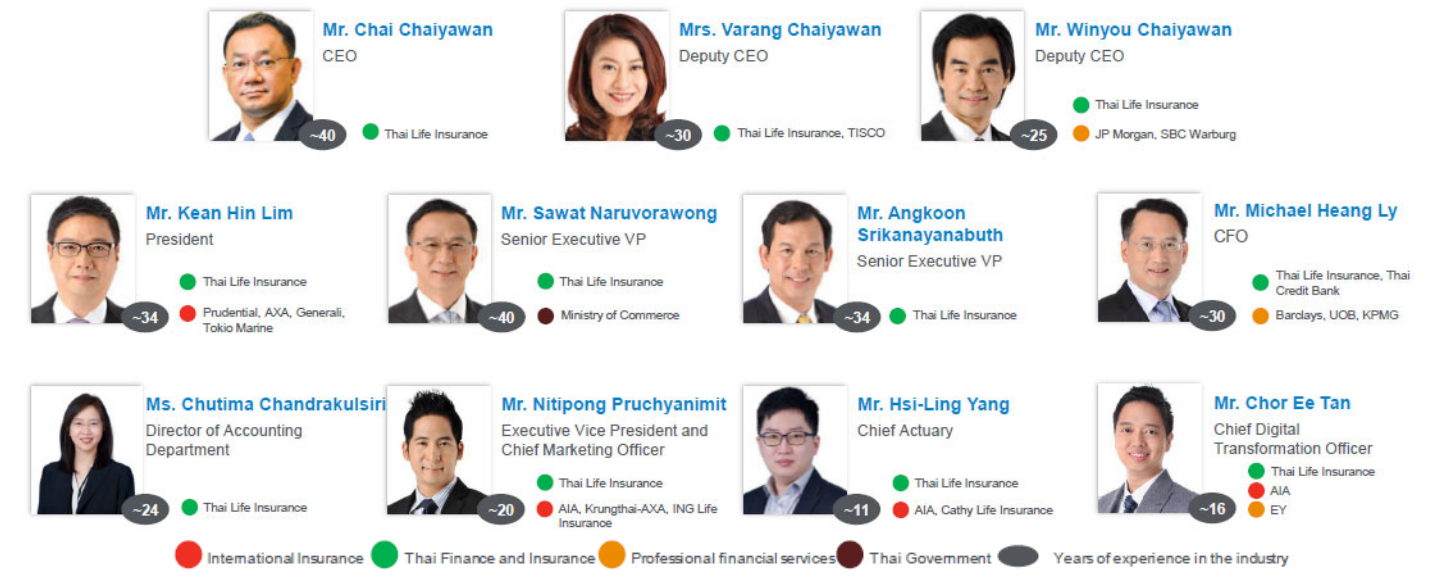 Mr. Chai Chaiyawan
CEO
~40
Thai Life Insurance
Mrs. Varang Chaiyawan
Deputy CEO
~30
Thai Life Insurance, TISCO
Mr. Winyou Chaiyawan
Deputy CEO
Thai Life Insurance
~25
JP Morgan, SBC Warburg
Mr. Kean Hin Lim
President
Thai Life Insurance
~34
Prudential, AXA, Generali,
Tokio Marine
Mr. Sawat Naruvorawong
Senior Executive VP
Thai Life Insurance
~40
Ministry of Commerce
Mr. Angkoon
Srikanayanabuth
Senior Executive VP
~34
Thai Life Insurance
Mr. Michael Heang Ly
CFO
Thai Life Insurance, Thai
Credit Bank
~30
Barclays, UOB, KPMG
Ms. Chutima Chandrakulsiri
Director of Accounting
Department
~24
Thai Life Insurance
Mr. Nitipong Pruchyanimit
Executive Vice President and
Chief Marketing Officer
Thai Life Insurance
~20
AIA, Krungthai-AXA, ING Life
Insurance
Mr. Hsi-Ling Yang
Chief Actuary
Thai Life Insurance
~11
AIA, Cathy Life Insurance
Mr. Chor Ee Tan
Chief Digital
Transformation Officer
Thai Life Insurance
AIA
~16
EY
International Insurance
Thai Finance and Insurance
Professional financial services
Thai Government
Years of experience in the industry